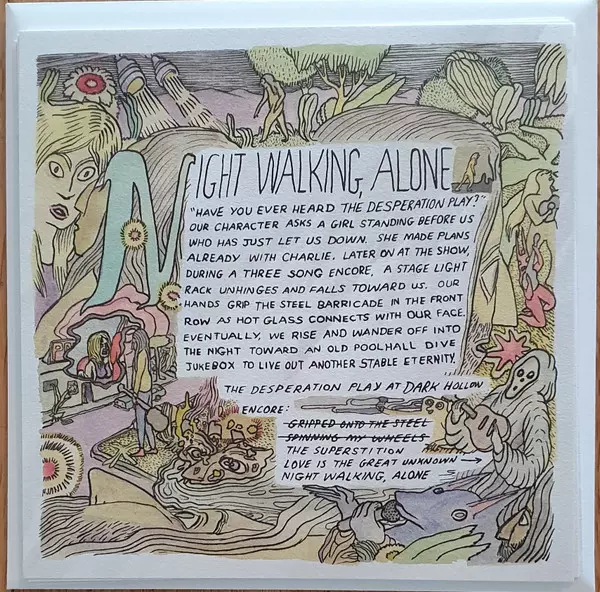 NIGHT WALKING, ALONE
"HAVE YOU EVER HEARD THE DESPERATION PLAY?"
OUR CHARACTER ASKS A GIRL STANDING BEFORE US
WHO HAS JUST LET US DOWN. SHE MADE PLANS
ALREADY WITH CHARLIE. LATER ON AT THE SHOW,
DURING A THREE SONG ENCORE, A STAGE LIGHT
RACK UNHINGES AND FALLS TOWARD US. OUR
HANDS GRIP THE STEEL BARRICADE IN THE FRONT
ROW AS HOT GLASS CONNECTS WITH OUR FACE.
EVENTUALLY, WE RISE AND WANDER OFF INTO
THE NIGHT TOWARD AN OLD POOLHALL DIVE
JUKEBOX TO LIVE OUT ANOTHER STABLE ETERNITY.
THE DESPERATION PLAY AT DARK HOLLOW
ENCORE:
GRIPPED ONTO THE STEEL
SPINNING MY WHEELS
THE SUPERSTITION
LOVE IS THE GREAT UNKNOWN →
NIGHT WALKING, ALONE